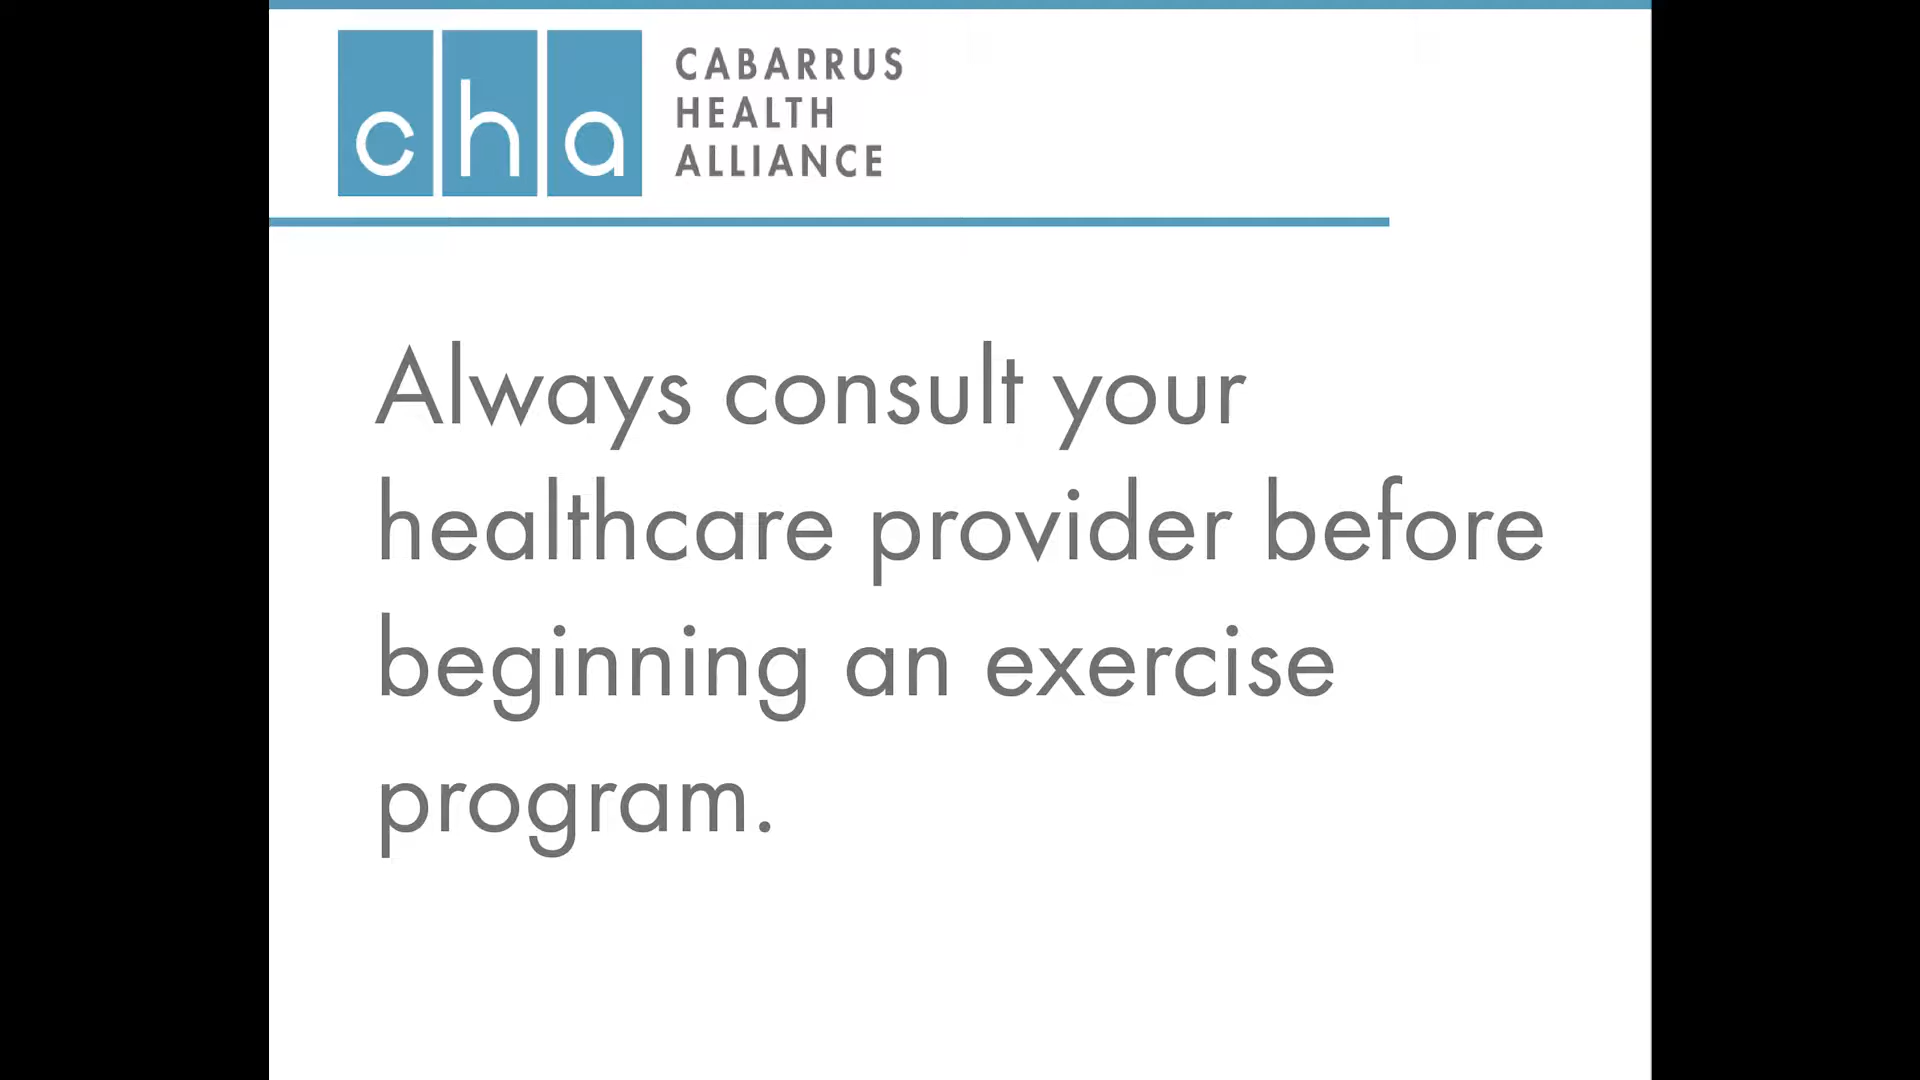 cha
CABARRUS
HEALTH
ALLIANCE
Always consult your
healthcare provider before
beginning an exercise
program.